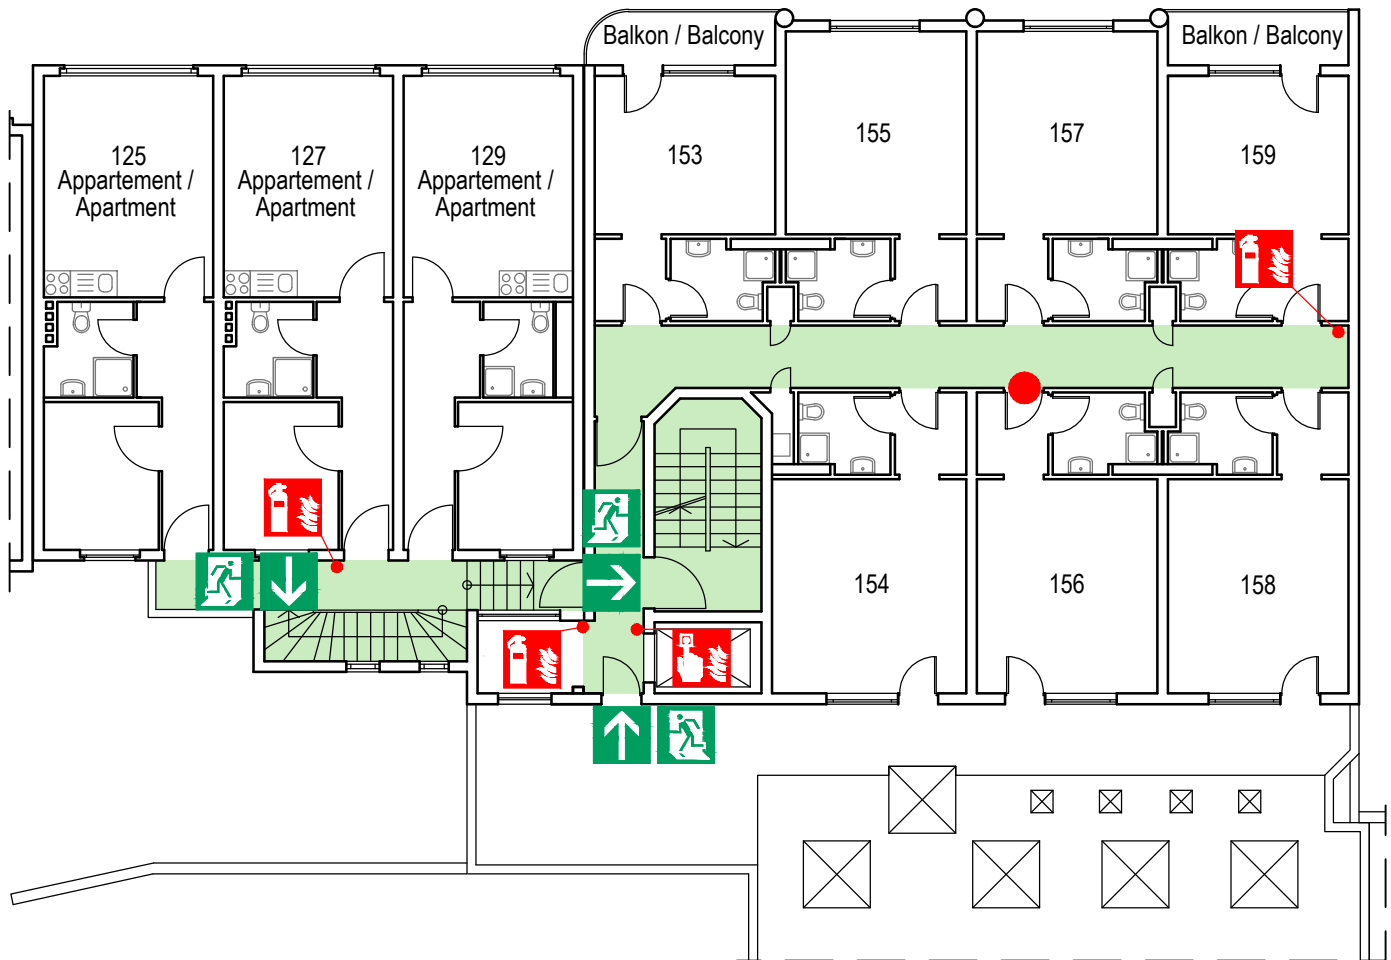 Balkon / Balcony
Balkon / Balcony
125
Appartement /
Apartment
127
Appartement /
Apartment
129
Appartement /
Apartment
153
155
157
159
154
156
158